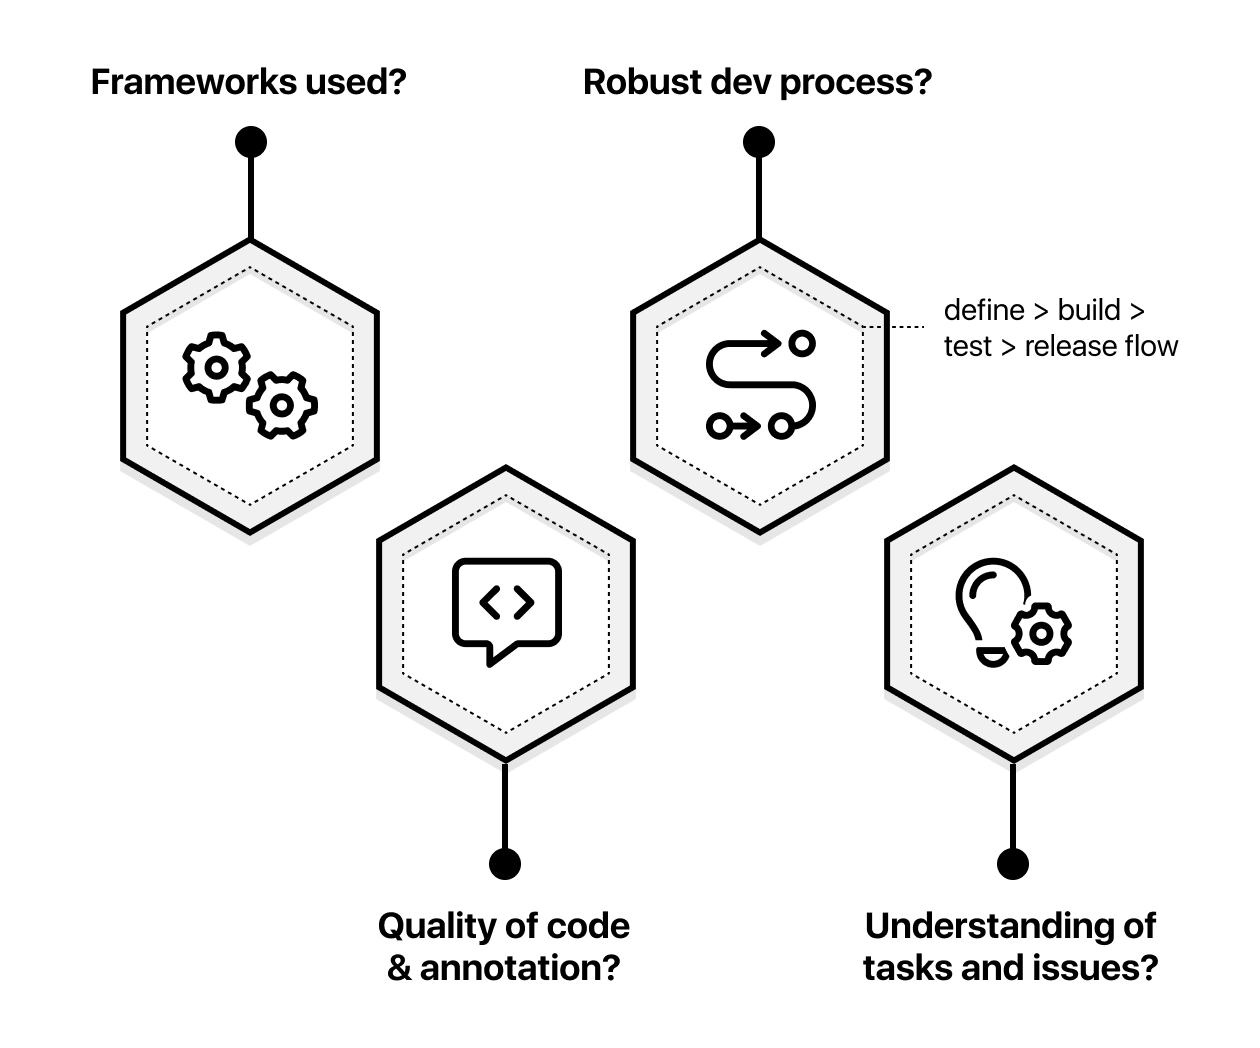 Frameworks used?
Robust dev process?
define > build >
test > release flow
Quality of code
& annotation?
Understanding of
tasks and issues?